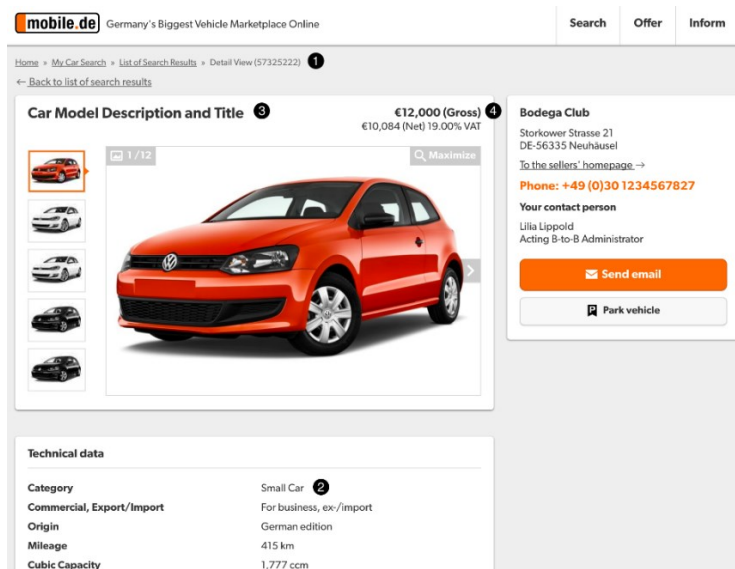 mobile.de Germany's Biggest Vehicle Marketplace Online
Search Offer Inform
Home » My Car Search » List of Search Results » Detail View (57325222) 1
← Back to list of search results
Car Model Description and Title 3
€12,000 (Gross) 4
€10,084 (Net) 19.00% VAT
1/12
Maximize
Bodega Club
Storkower Strasse 21
DE-56335 Neuhäusel
To the sellers' homepage →
Phone: +49 (0)30 1234567827
Your contact person
Lilia Lippold
Acting B-to-B Administrator
Send email
Park vehicle
Technical data
Category Small Car 2
Commercial, Export/Import For business, ex-/import
Origin German edition
Mileage 415 km
Cubic Capacity 1,777 ccm